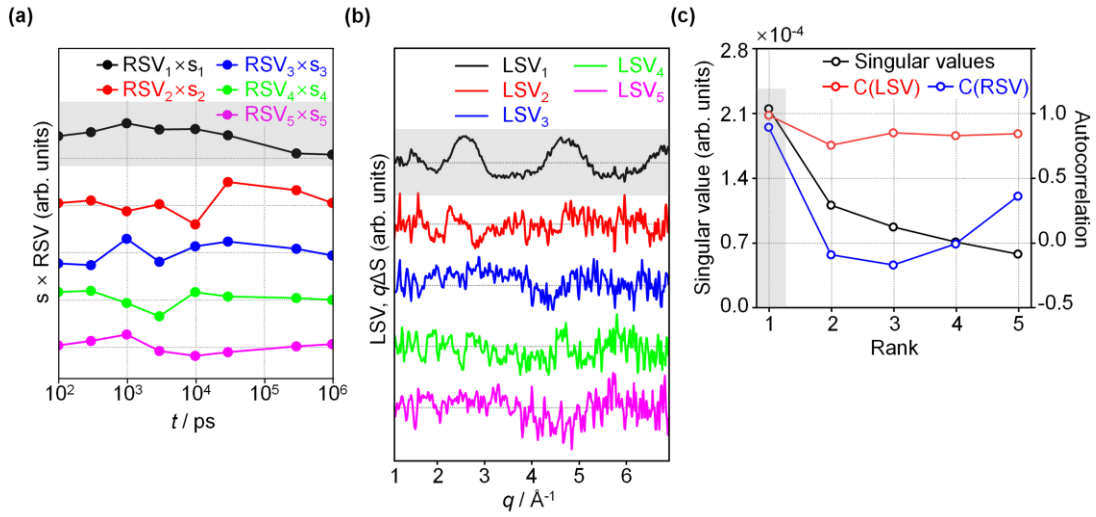 (a)
RSV₁×s₁
RSV₂×s₂
RSV₃×s₃
RSV₄×s₄
RSV₅×s₅
s × RSV (arb. units)
10² 10³ 10⁴ 10⁵ 10⁶
t / ps
(b)
LSV₁
LSV₂
LSV₃
LSV₄
LSV₅
LSV, qΔS (arb. units)
1 2 3 4 5 6
q / Å⁻¹
(c)
×10⁻⁴
Singular values
C(LSV)
C(RSV)
2.8
2.1
1.4
0.7
0.0
Singular value (arb. units)
1.0
0.5
0.0
-0.5
Autocorrelation
1 2 3 4 5
Rank